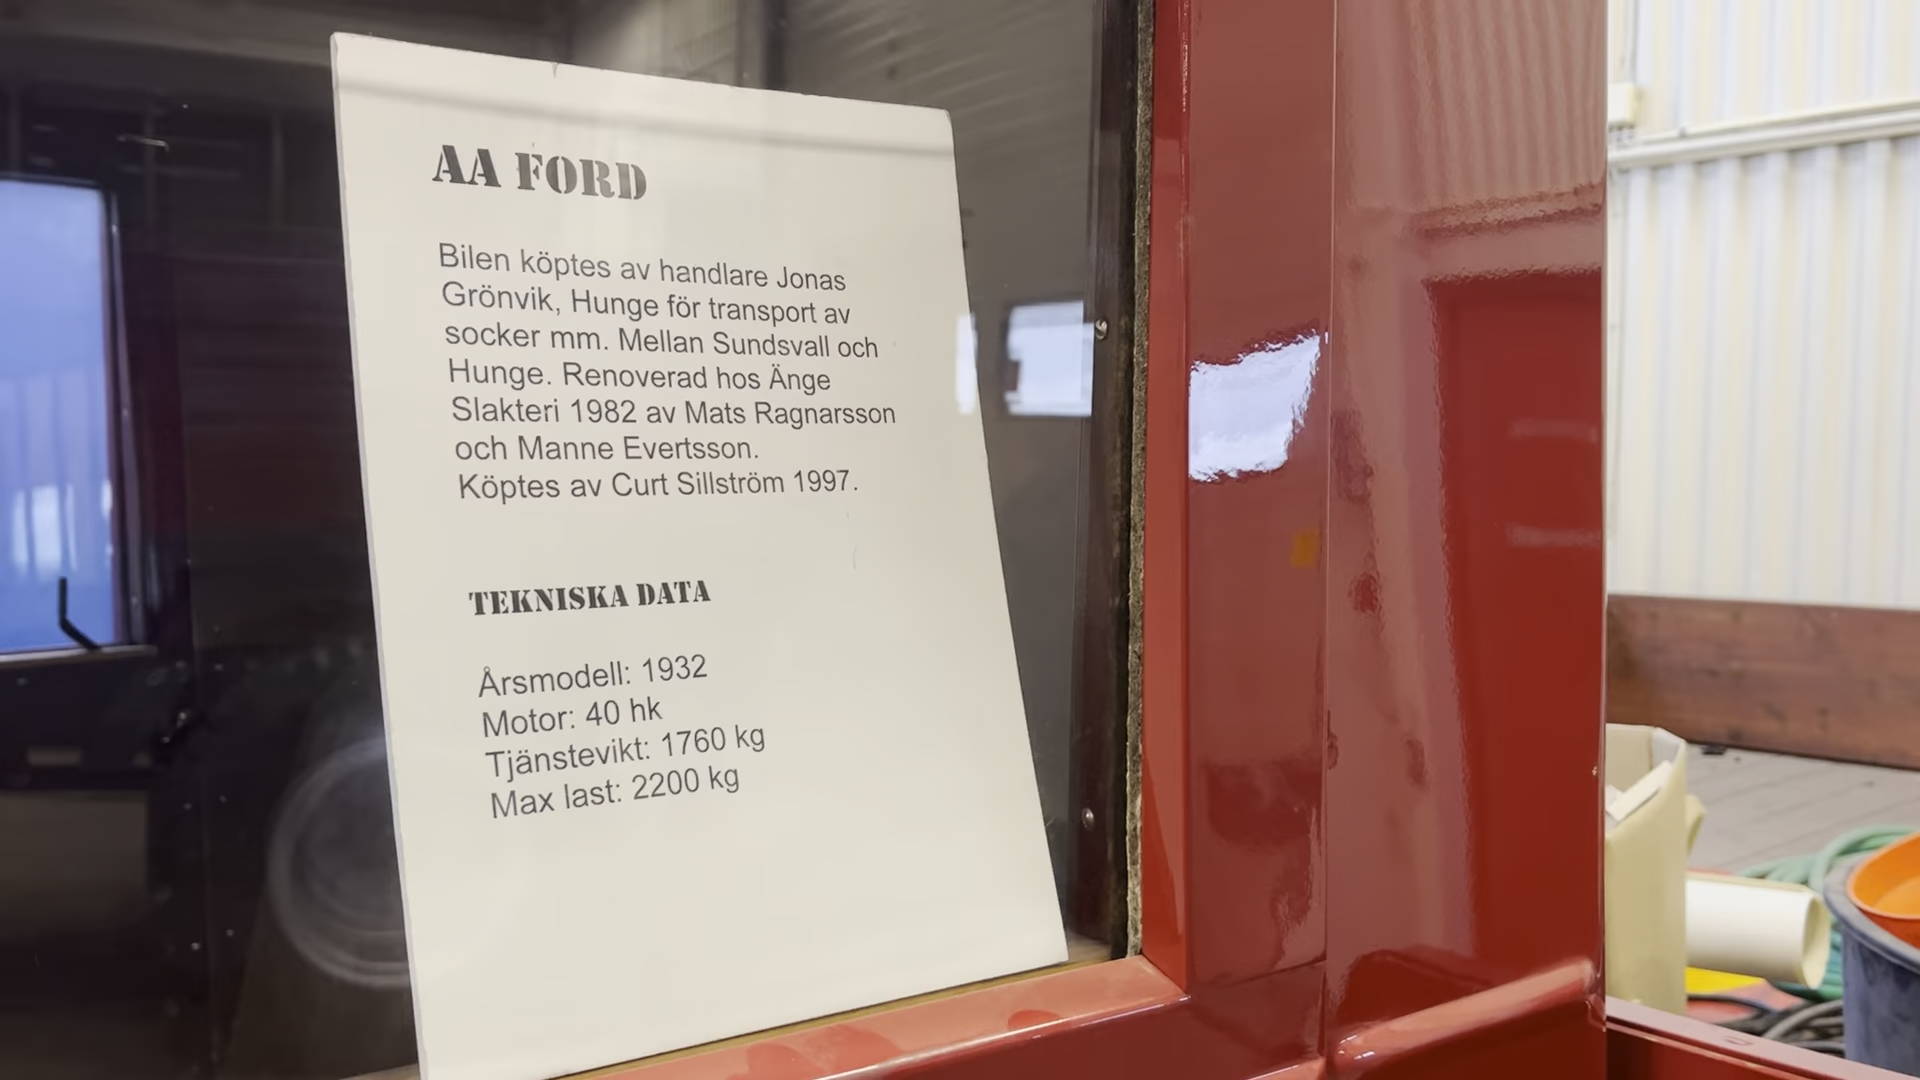 AA FORD
Bilen köptes av handlare Jonas
Grönvik, Hunge för transport av
socker mm. Mellan Sundsvall och
Hunge. Renoverad hos Änge
Slakteri 1982 av Mats Ragnarsson
och Manne Evertsson.
Köptes av Curt Sillström 1997.
TEKNISKA DATA
Årsmodell: 1932
Motor: 40 hk
Tjänstevikt: 1760 kg
Max last: 2200 kg